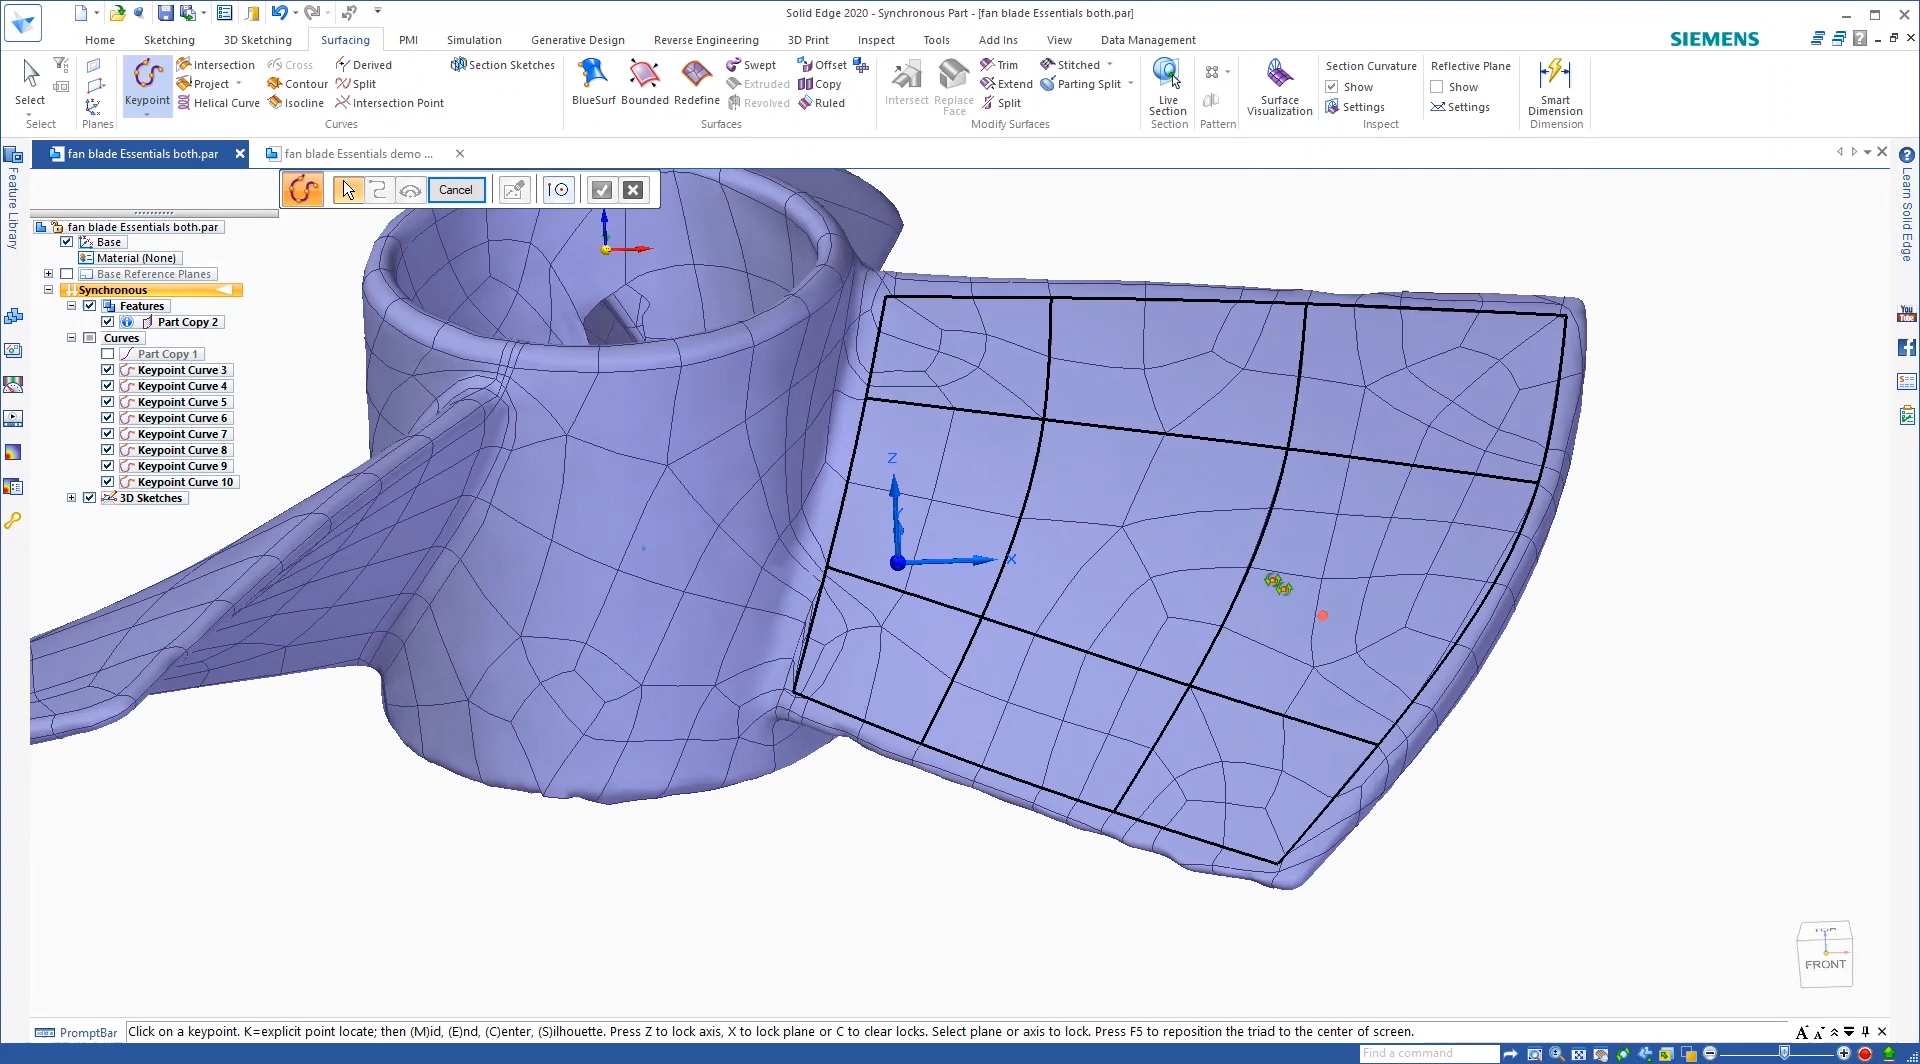 Solid Edge 2020 - Synchronous Part - [fan blade Essentials both.par]
Home Sketching 3D Sketching Surfacing PMI Simulation Generative Design Reverse Engineering 3D Print Inspect Tools Add Ins View Data Management
SIEMENS
Select
Select
Planes
Keypoint
Intersection
Project
Helical Curve
Cross
Contour
Isocline
Derived
Split
Intersection Point
Section Sketches
Curves
BlueSurf
Bounded
Redefine
Swept
Extruded
Revolved
Offset
Copy
Ruled
Surfaces
Intersect
Replace Face
Trim
Extend
Split
Stitched
Parting Split
Modify Surfaces
Live Section
Section
Pattern
Surface Visualization
Section Curvature
Show
Settings
Inspect
Reflective Plane
Show
Settings
Smart Dimension
Dimension
fan blade Essentials both.par
fan blade Essentials demo ...
Cancel
Feature Library
Learn Solid Edge
You
Tube
fan blade Essentials both.par
Base
Material (None)
Base Reference Planes
Synchronous
Features
Part Copy 2
Curves
Part Copy 1
Keypoint Curve 3
Keypoint Curve 4
Keypoint Curve 5
Keypoint Curve 6
Keypoint Curve 7
Keypoint Curve 8
Keypoint Curve 9
Keypoint Curve 10
3D Sketches
Z
X
TOP
FRONT
PromptBar
Click on a keypoint. K=explicit point locate; then (M)id, (E)nd, (C)enter, (S)ilhouette. Press Z to lock axis, X to lock plane or C to clear locks. Select plane or axis to lock. Press F5 to reposition the triad to the center of screen.
Find a command